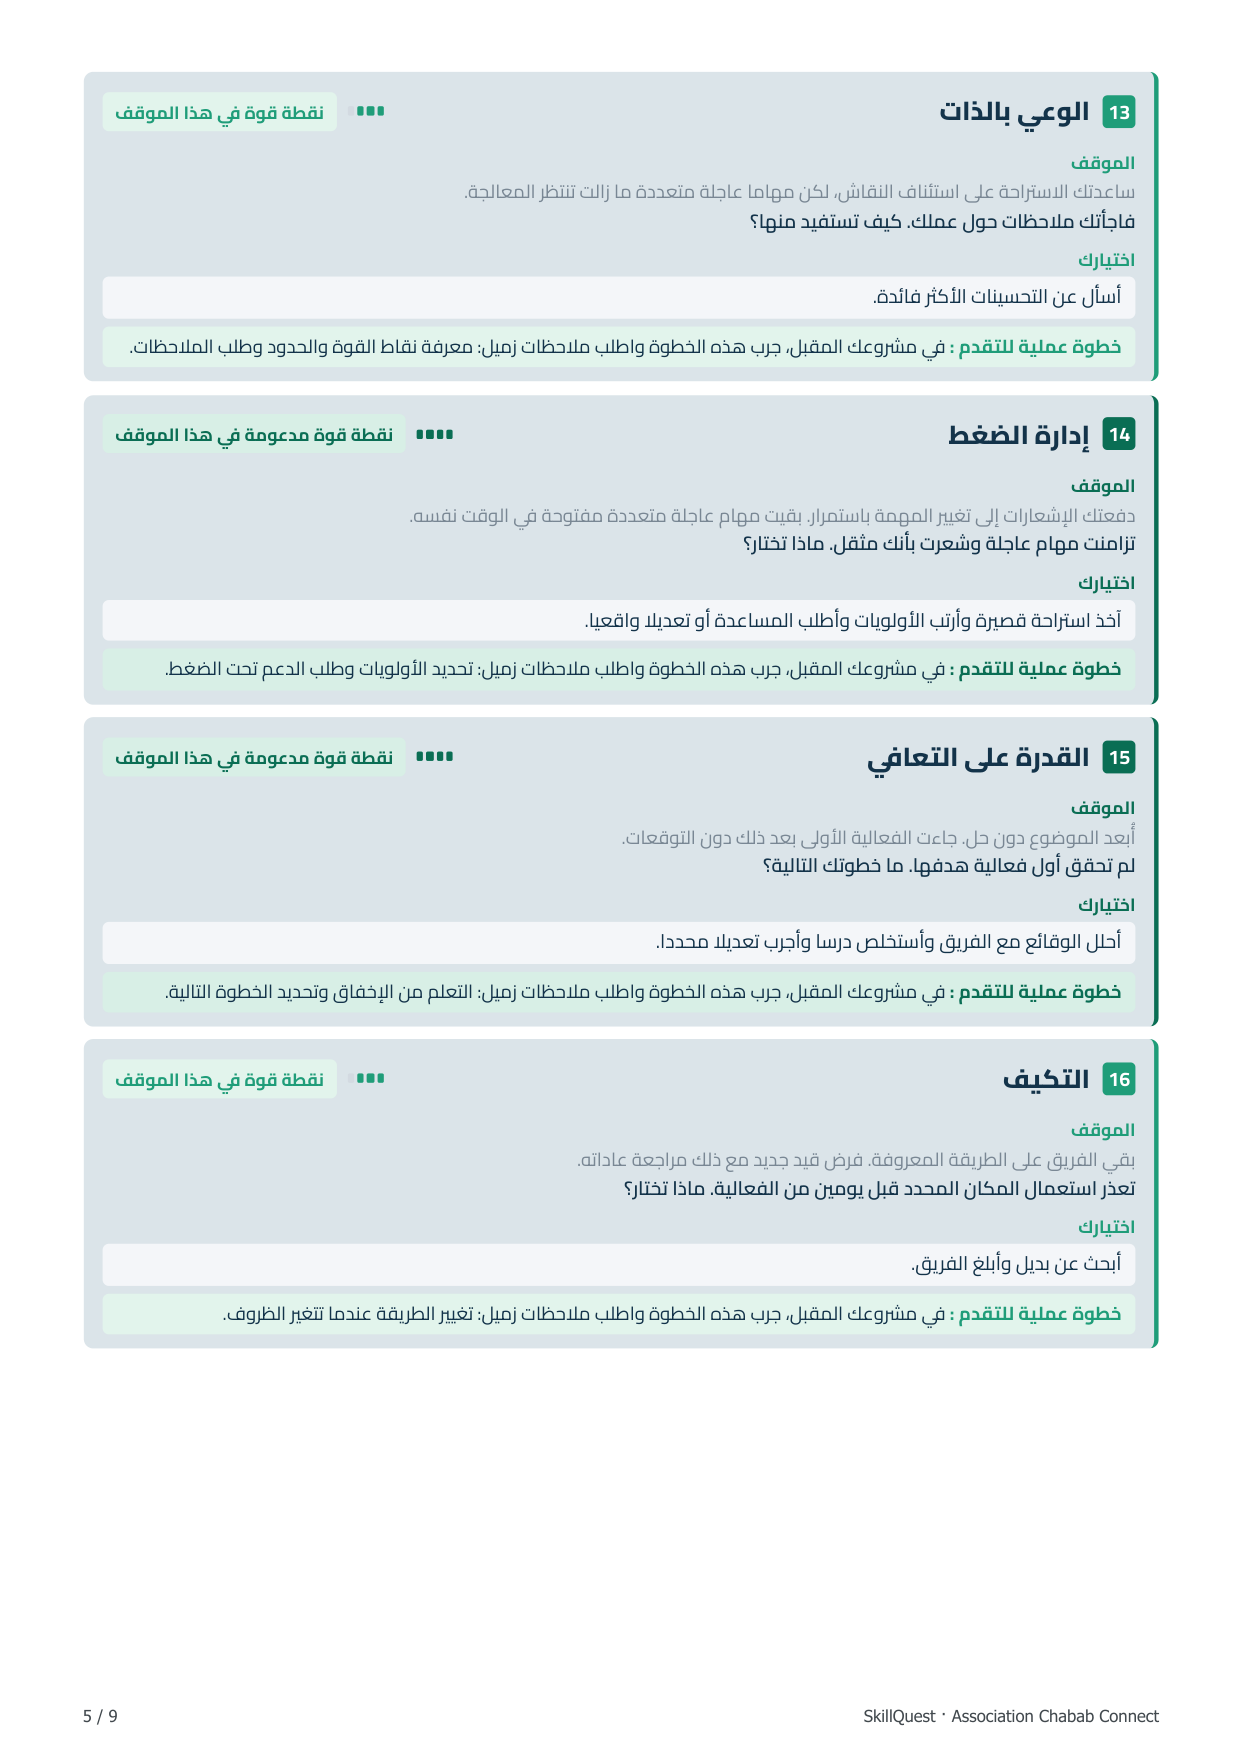 13 الوعي بالذات
نقطة قوة في هذا الموقف
الموقف
ساعدتك الاستراحة على استئناف النقاش، لكن مهاما عاجلة متعددة ما زالت تنتظر المعالجة.
فاجأتك ملاحظات حول عملك. كيف تستفيد منها؟
اختيارك
أسأل عن التحسينات الأكثر فائدة.
خطوة عملية للتقدم : في مشروعك المقبل، جرب هذه الخطوة واطلب ملاحظات زميل: معرفة نقاط القوة والحدود وطلب الملاحظات.
14 إدارة الضغط
نقطة قوة مدعومة في هذا الموقف
الموقف
دفعتك الإشعارات إلى تغيير المهمة باستمرار. بقيت مهام عاجلة متعددة مفتوحة في الوقت نفسه.
تزامنت مهام عاجلة وشعرت بأنك مثقل. ماذا تختار؟
اختيارك
آخذ استراحة قصيرة وأرتب الأولويات وأطلب المساعدة أو تعديلا واقعيا.
خطوة عملية للتقدم : في مشروعك المقبل، جرب هذه الخطوة واطلب ملاحظات زميل: تحديد الأولويات وطلب الدعم تحت الضغط.
15 القدرة على التعافي
نقطة قوة مدعومة في هذا الموقف
الموقف
أُبعد الموضوع دون حل. جاءت الفعالية الأولى بعد ذلك دون التوقعات.
لم تحقق أول فعالية هدفها. ما خطوتك التالية؟
اختيارك
أحلل الوقائع مع الفريق وأستخلص درسا وأجرب تعديلا محددا.
خطوة عملية للتقدم : في مشروعك المقبل، جرب هذه الخطوة واطلب ملاحظات زميل: التعلم من الإخفاق وتحديد الخطوة التالية.
16 التكيف
نقطة قوة في هذا الموقف
الموقف
بقي الفريق على الطريقة المعروفة. فرض قيد جديد مع ذلك مراجعة عاداته.
تعذر استعمال المكان المحدد قبل يومين من الفعالية. ماذا تختار؟
اختيارك
أبحث عن بديل وأبلغ الفريق.
خطوة عملية للتقدم : في مشروعك المقبل، جرب هذه الخطوة واطلب ملاحظات زميل: تغيير الطريقة عندما تتغير الظروف.
5 / 9
SkillQuest · Association Chabab Connect